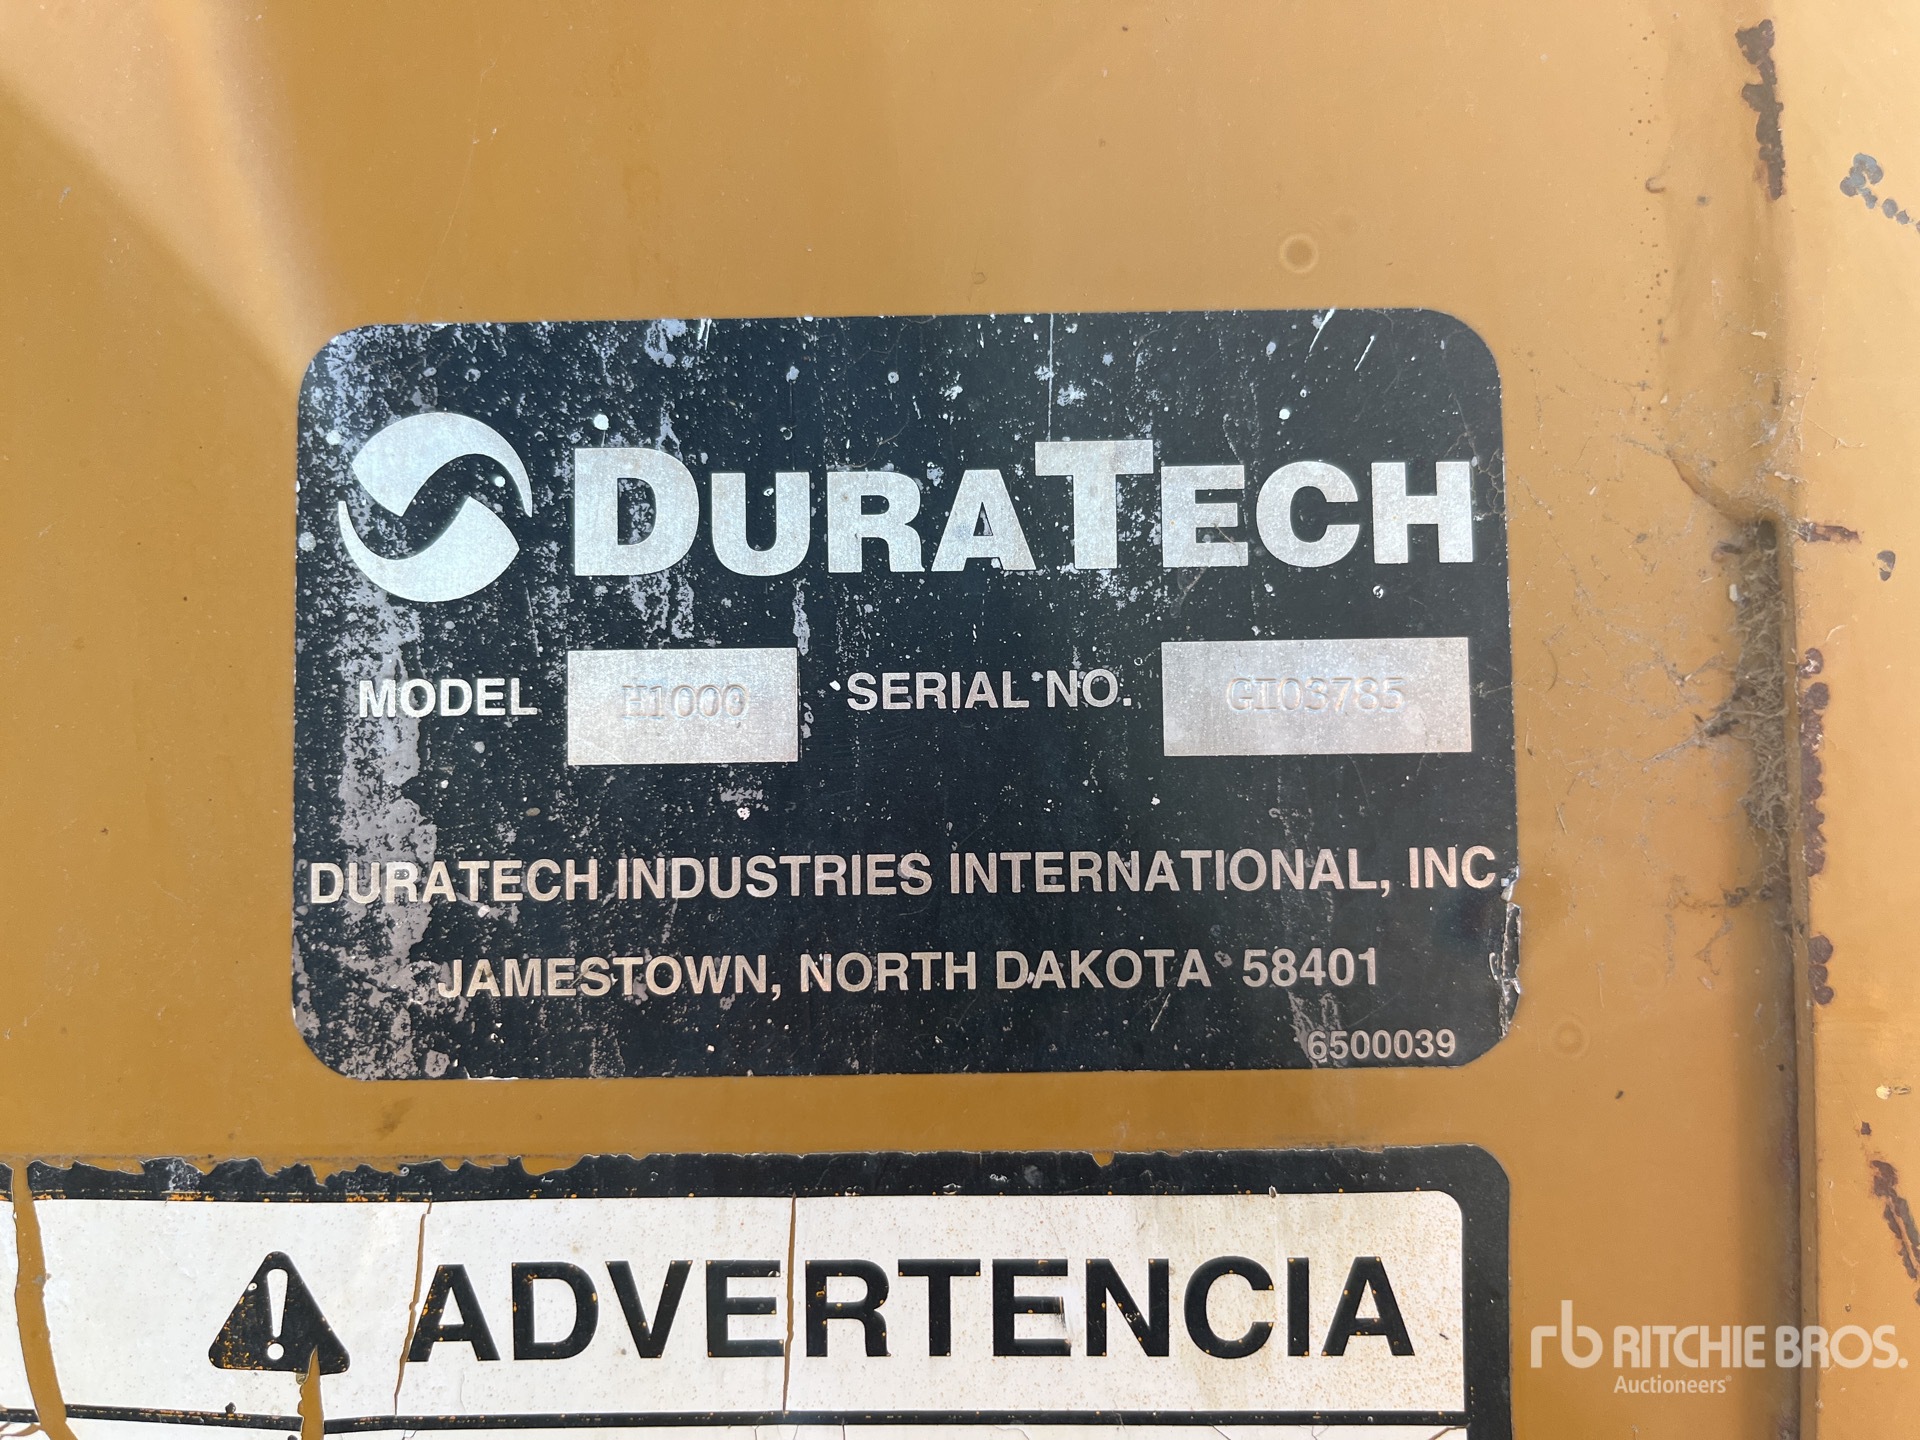 DURATECH
MODEL H1000 SERIAL NO. GI03785
DURATECH INDUSTRIES INTERNATIONAL, INC.
JAMESTOWN, NORTH DAKOTA 58401
6500039
ADVERTENCIA
rb RITCHIE BROS.
Auctioneers